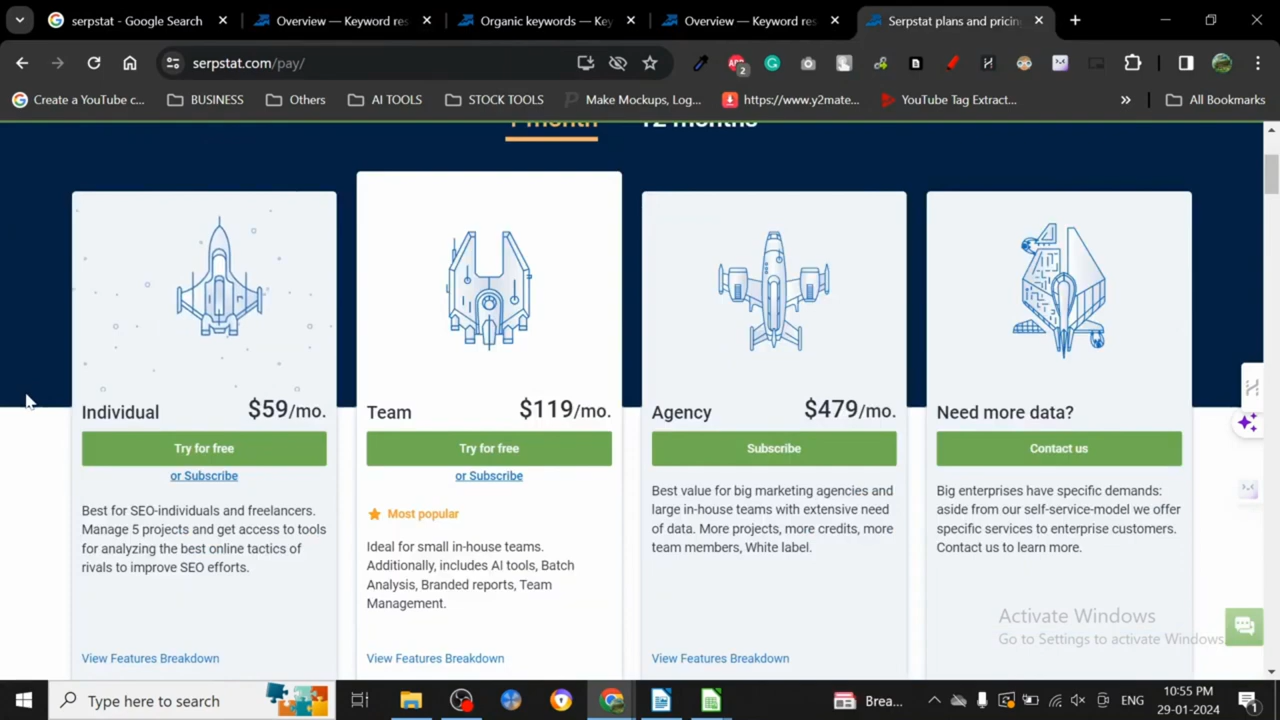 serpstat - Google Search
Overview — Keyword res
Organic keywords — Key
Overview — Keyword res
Serpstat plans and pricin
serpstat.com/pay/
2
Create a YouTube c...
BUSINESS
Others
AI TOOLS
STOCK TOOLS
Make Mockups, Log...
https://www.y2mate...
YouTube Tag Extract...
All Bookmarks
1 month
12 months
Individual
$59/mo.
Try for free
or Subscribe
Best for SEO-individuals and freelancers.
Manage 5 projects and get access to tools
for analyzing the best online tactics of
rivals to improve SEO efforts.
View Features Breakdown
Team
$119/mo.
Try for free
or Subscribe
Most popular
Ideal for small in-house teams.
Additionally, includes AI tools, Batch
Analysis, Branded reports, Team
Management.
View Features Breakdown
Agency
$479/mo.
Subscribe
Best value for big marketing agencies and
large in-house teams with extensive need
of data. More projects, more credits, more
team members, White label.
View Features Breakdown
Need more data?
Contact us
Big enterprises have specific demands:
aside from our self-service-model we offer
specific services to enterprise customers.
Contact us to learn more.
Activate Windows
Go to Settings to activate Windows.
Type here to search
Brea...
ENG
10:55 PM
29-01-2024
1